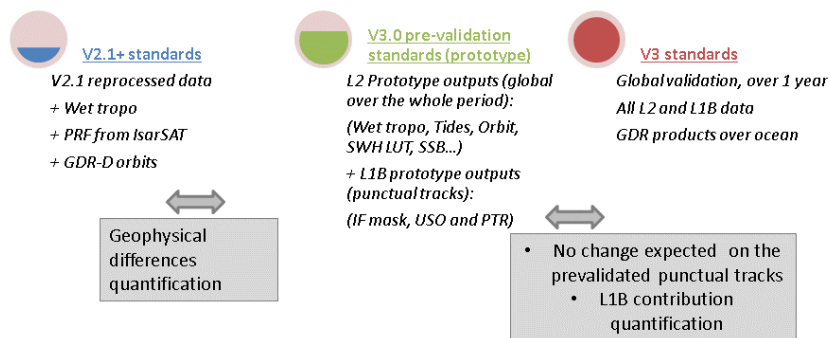 V2.1+ standards
V2.1 reprocessed data
+ Wet tropo
+ PRF from IsarSAT
+ GDR-D orbits
Geophysical
differences
quantification
V3.0 pre-validation
standards (prototype)
L2 Prototype outputs (global
over the whole period):
(Wet tropo, Tides, Orbit,
SWH LUT, SSB...)
+ L1B prototype outputs
(punctual tracks):
(IF mask, USO and PTR)
V3 standards
Global validation, over 1 year
All L2 and L1B data
GDR products over ocean
• No change expected on the
prevalidated punctual tracks
• L1B contribution
quantification